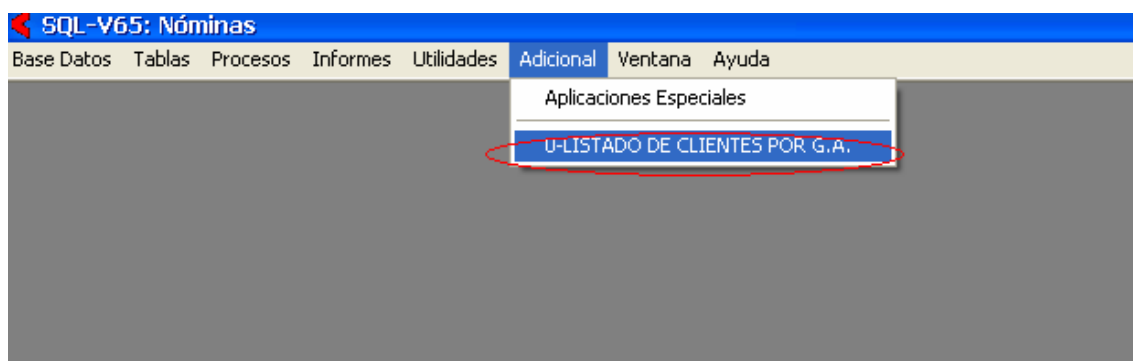 SQL-V65: Nóminas
Base Datos Tablas Procesos Informes Utilidades Adicional Ventana Ayuda
Aplicaciones Especiales
U-LISTADO DE CLIENTES POR G.A.